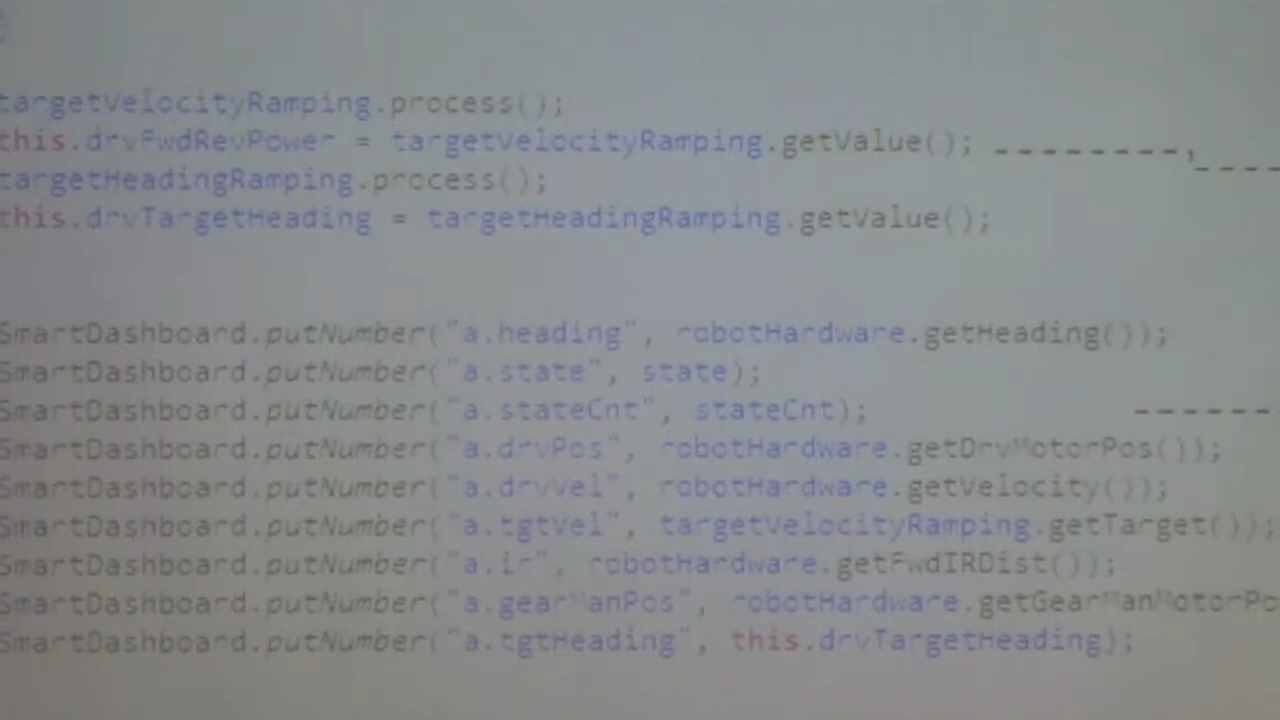 targetVelocityRamping.process();
this.drvFwdRevPower = targetVelocityRamping.getValue();
targetHeadingRamping.process();
this.drvTargetHeading = targetHeadingRamping.getValue();
SmartDashboard.putNumber("a.heading", robotHardware.getHeading());
SmartDashboard.putNumber("a.state", state);
SmartDashboard.putNumber("a.stateCnt", stateCnt);
SmartDashboard.putNumber("a.drvPos", robotHardware.getDrvMotorPos());
SmartDashboard.putNumber("a.drvVel", robotHardware.getVelocity());
SmartDashboard.putNumber("a.tgtVel", targetVelocityRamping.getTarget());
SmartDashboard.putNumber("a.ir", robotHardware.getFwdIRDist());
SmartDashboard.putNumber("a.gearManPos", robotHardware.getGearManMotorPo
SmartDashboard.putNumber("a.tgtHeading", this.drvTargetHeading);